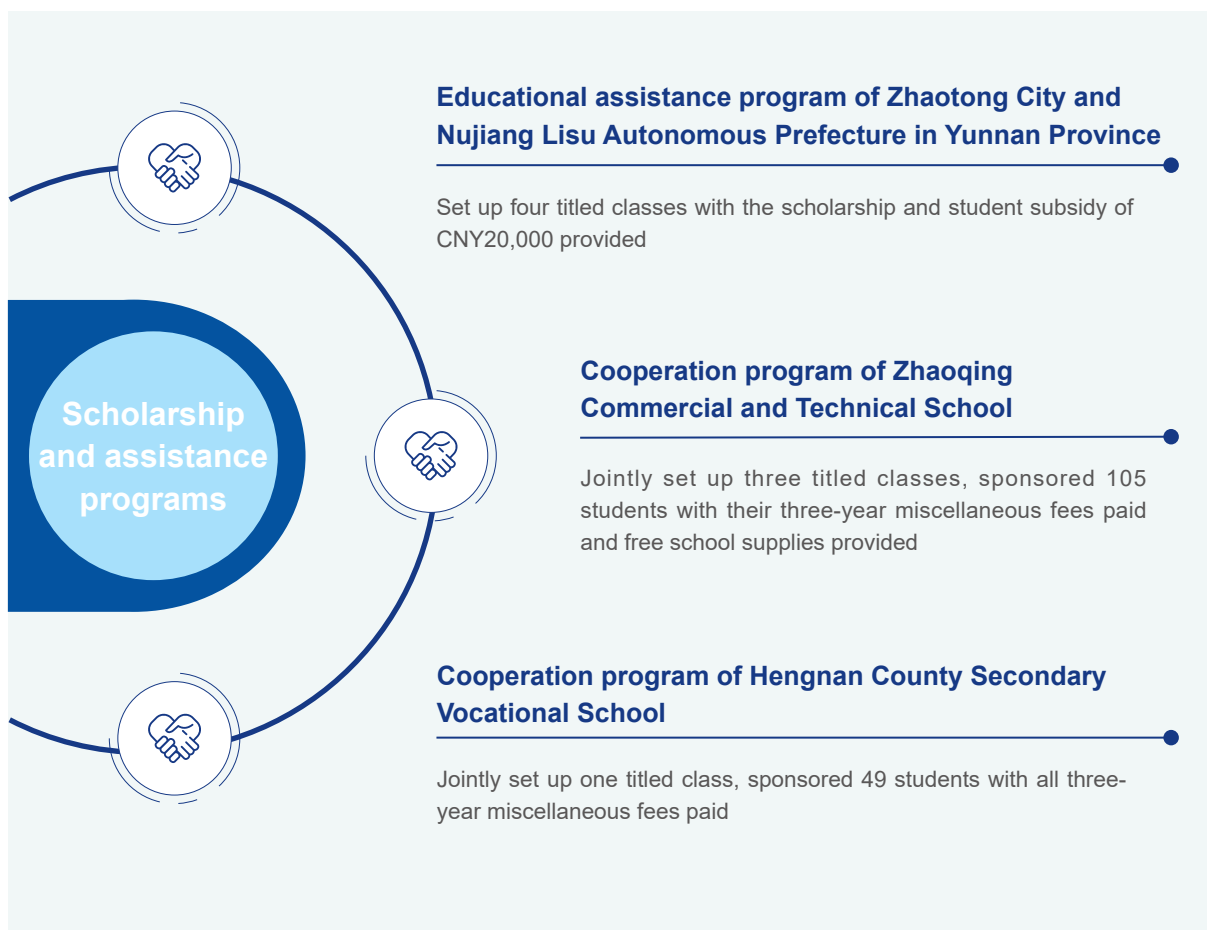 Educational assistance program of Zhaotong City and
Nujiang Lisu Autonomous Prefecture in Yunnan Province
Set up four titled classes with the scholarship and student subsidy of
CNY20,000 provided
Scholarship
and assistance
programs
Cooperation program of Zhaoqing
Commercial and Technical School
Jointly set up three titled classes, sponsored 105
students with their three-year miscellaneous fees paid
and free school supplies provided
Cooperation program of Hengnan County Secondary
Vocational School
Jointly set up one titled class, sponsored 49 students with all three-
year miscellaneous fees paid